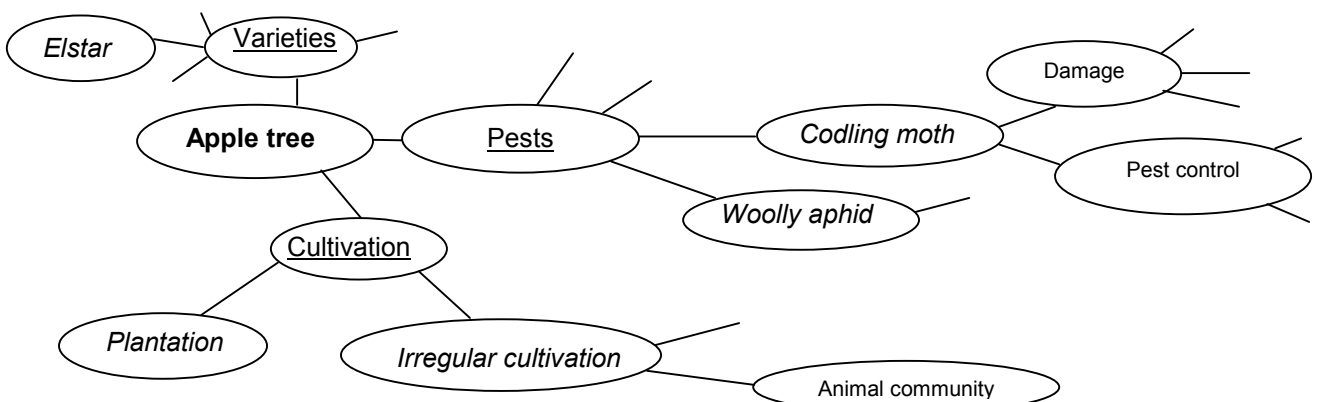 Elstar
Varieties
Damage
Apple tree
Pests
Codling moth
Pest control
Woolly aphid
Cultivation
Plantation
Irregular cultivation
Animal community